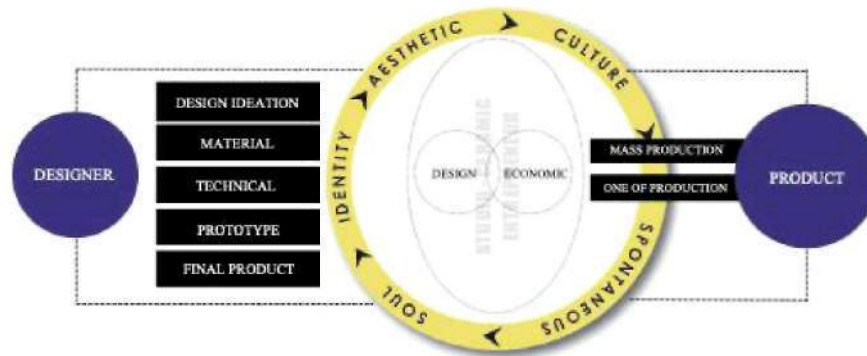 DESIGNER
DESIGN IDEATION
MATERIAL
TECHNICAL
PROTOTYPE
FINAL PRODUCT
IDENTITY
AESTHETIC
CULTURE
SPONTANEOUS
SOUL
DESIGN
ECONOMIC
ENTREPRENEUR
MASS PRODUCTION
ONE OF PRODUCTION
PRODUCT